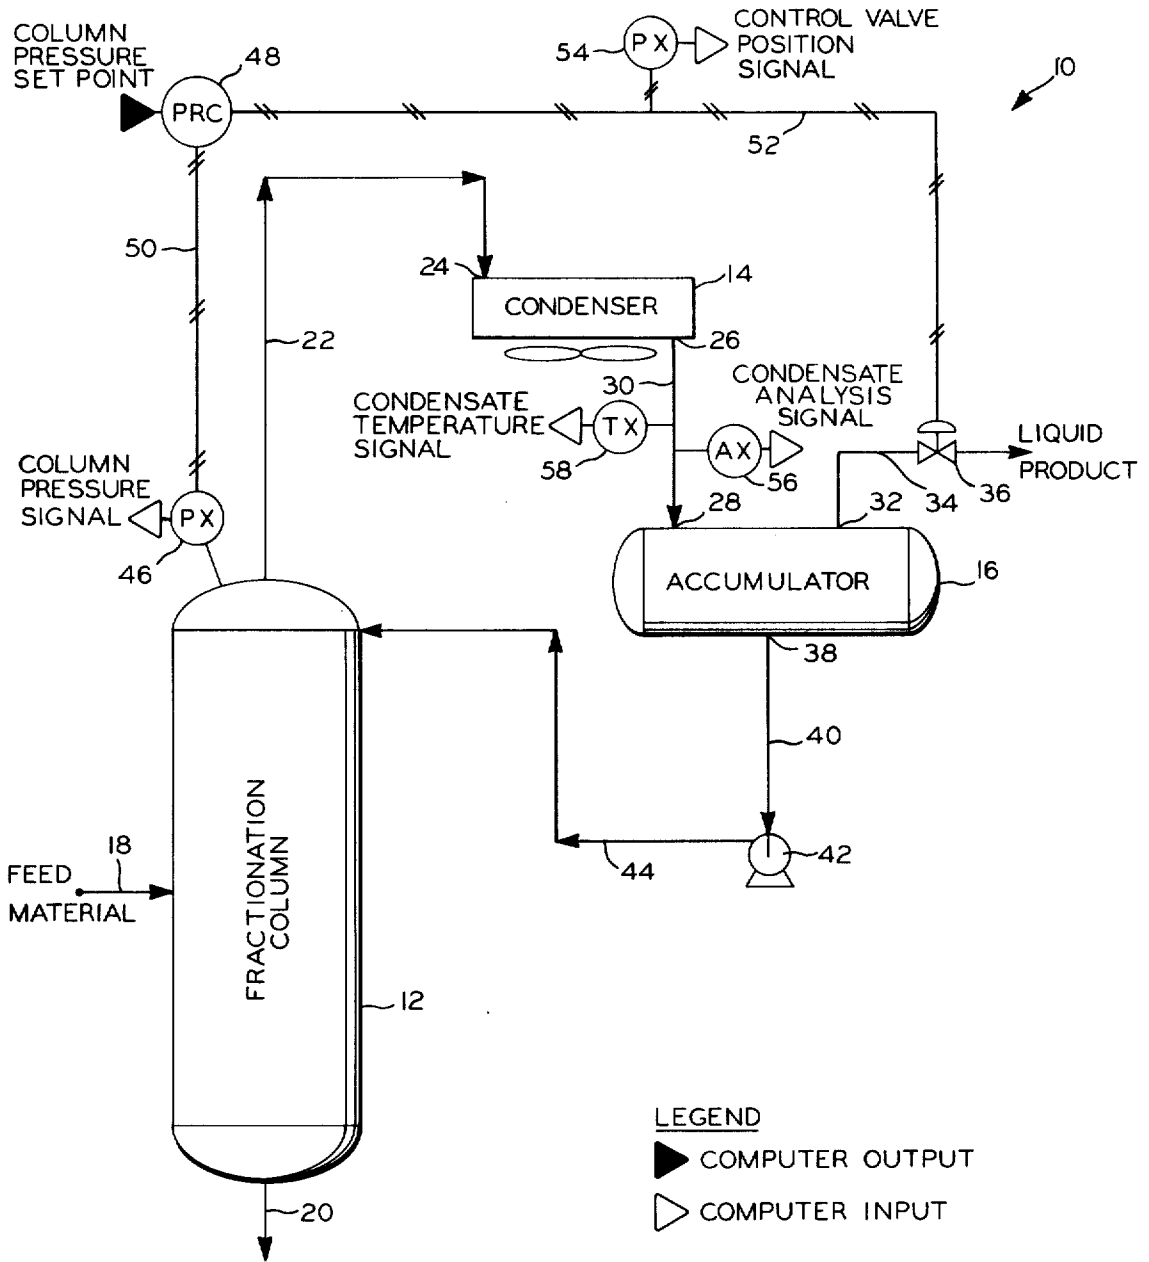 COLUMN
PRESSURE
SET POINT
48
PRC
54
PX
CONTROL VALVE
POSITION
SIGNAL
10
52
50
22
24
CONDENSER
14
26
30
CONDENSATE
TEMPERATURE
SIGNAL
TX
58
CONDENSATE
ANALYSIS
SIGNAL
AX
56
LIQUID
PRODUCT
36
34
32
28
COLUMN
PRESSURE
SIGNAL
PX
46
ACCUMULATOR
16
38
40
42
44
FEED
MATERIAL
18
FRACTIONATION
COLUMN
12
20
LEGEND
COMPUTER OUTPUT
COMPUTER INPUT